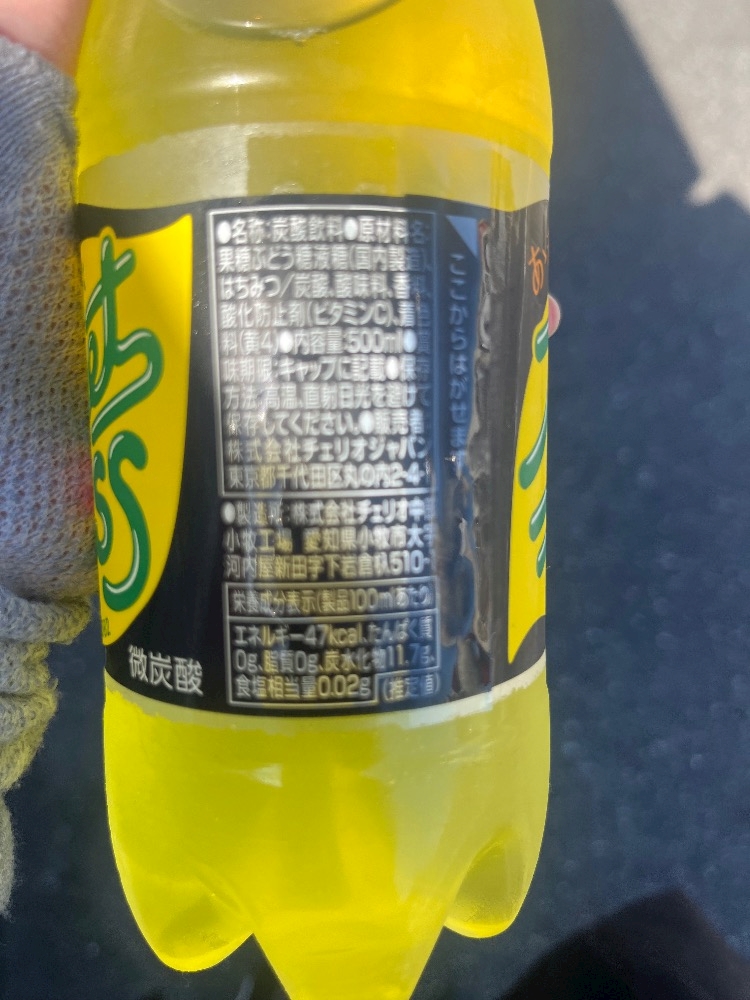 ●名称:炭酸飲料●原材料名:
果糖ぶどう糖液糖(国内製造)、
はちみつ/炭酸、酸味料、香料、
酸化防止剤(ビタミンC)、着色
料(黄4)●内容量:500ml●賞
味期限:キャップに記載●保存
方法:高温、直射日光を避けて
保存してください。●販売者:
株式会社チェリオジャパン
東京都千代田区丸の内2-4-
●製造所:株式会社チェリオ中
小牧工場 愛知県小牧市大字
河内屋新田字下岩倉杁510-
栄養成分表示(製品100mlあたり)
エネルギー47kcal、たんぱく質
0g、脂質0g、炭水化物11.7g、
食塩相当量0.02g (推定値)
微炭酸
ここからはがせます